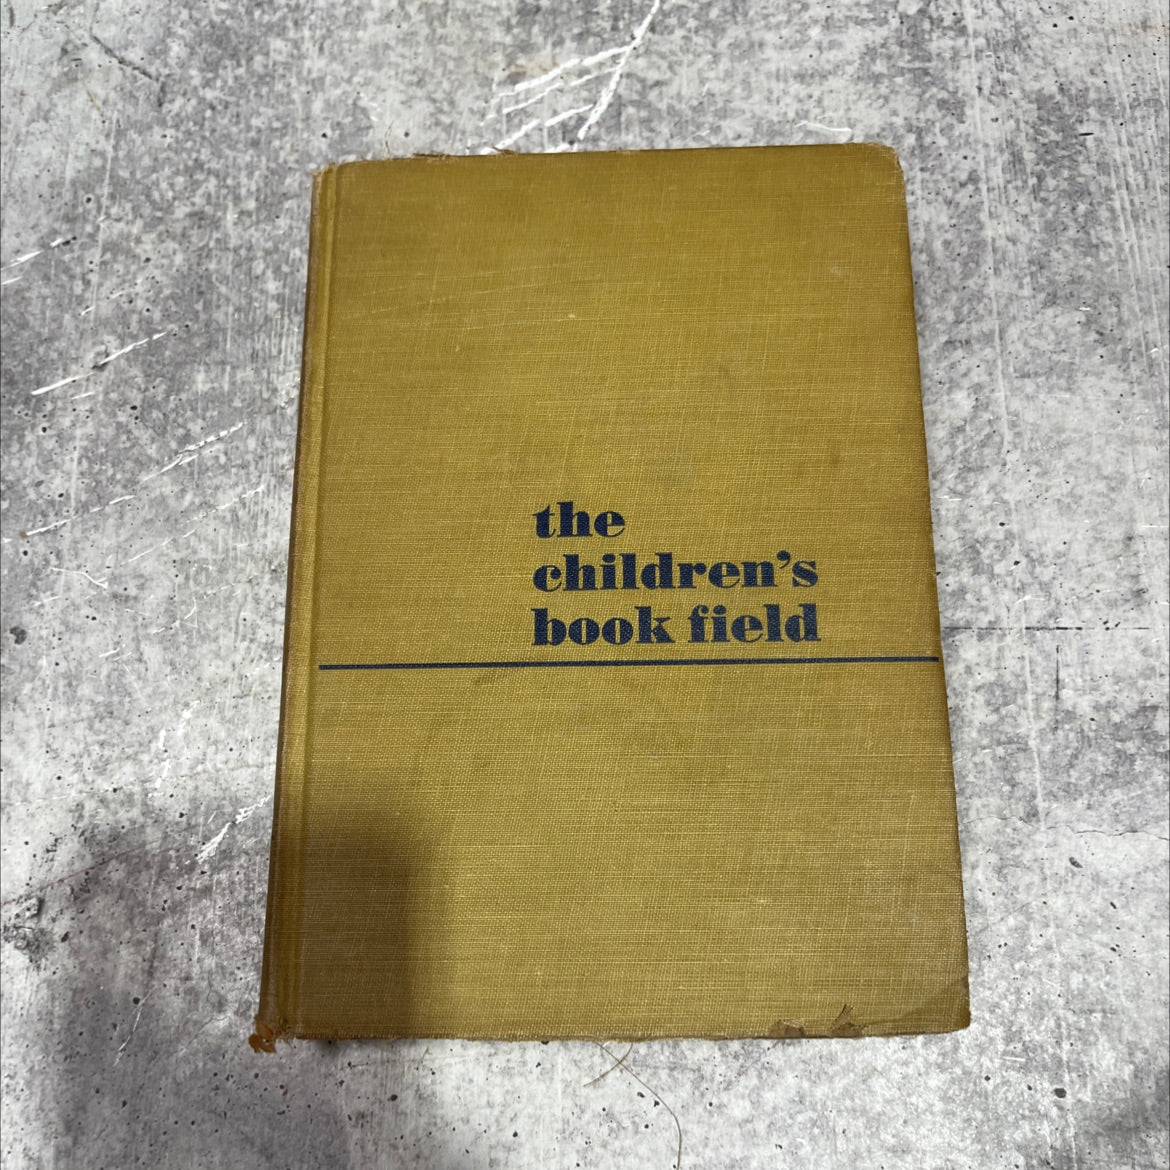 the
children's
book field